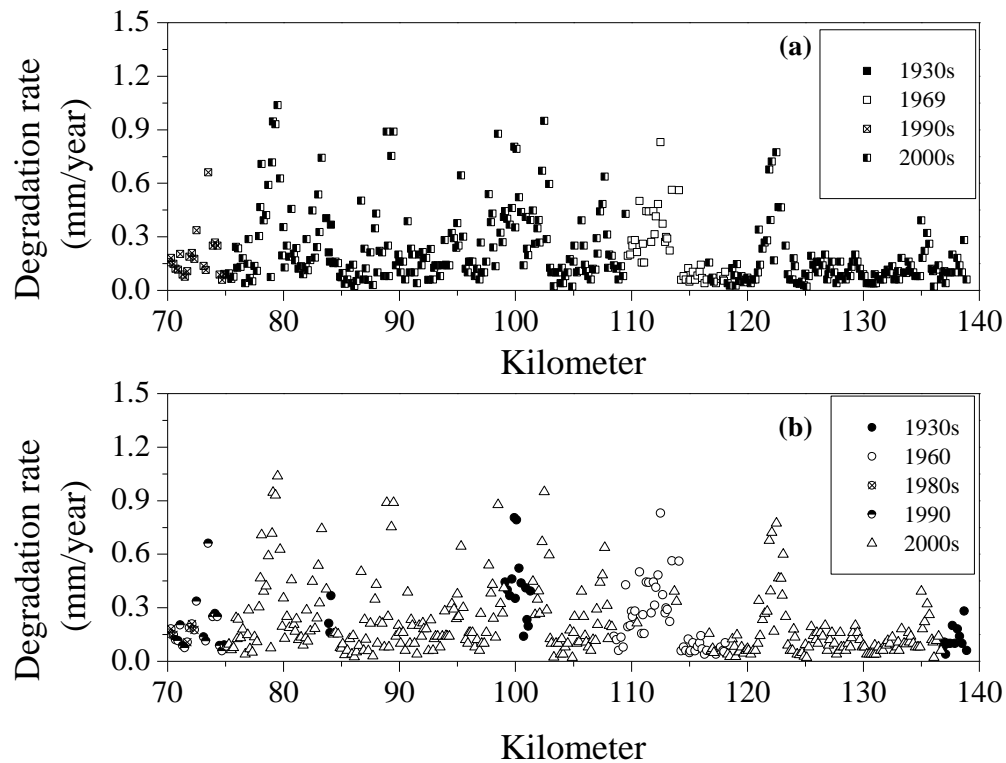 Degradation rate
(mm/year)
1.5
1.2
0.9
0.6
0.3
0.0
(a)
1930s
1969
1990s
2000s
70 80 90 100 110 120 130 140
Kilometer
Degradation rate
(mm/year)
1.5
1.2
0.9
0.6
0.3
0.0
(b)
1930s
1960
1980s
1990
2000s
70 80 90 100 110 120 130 140
Kilometer